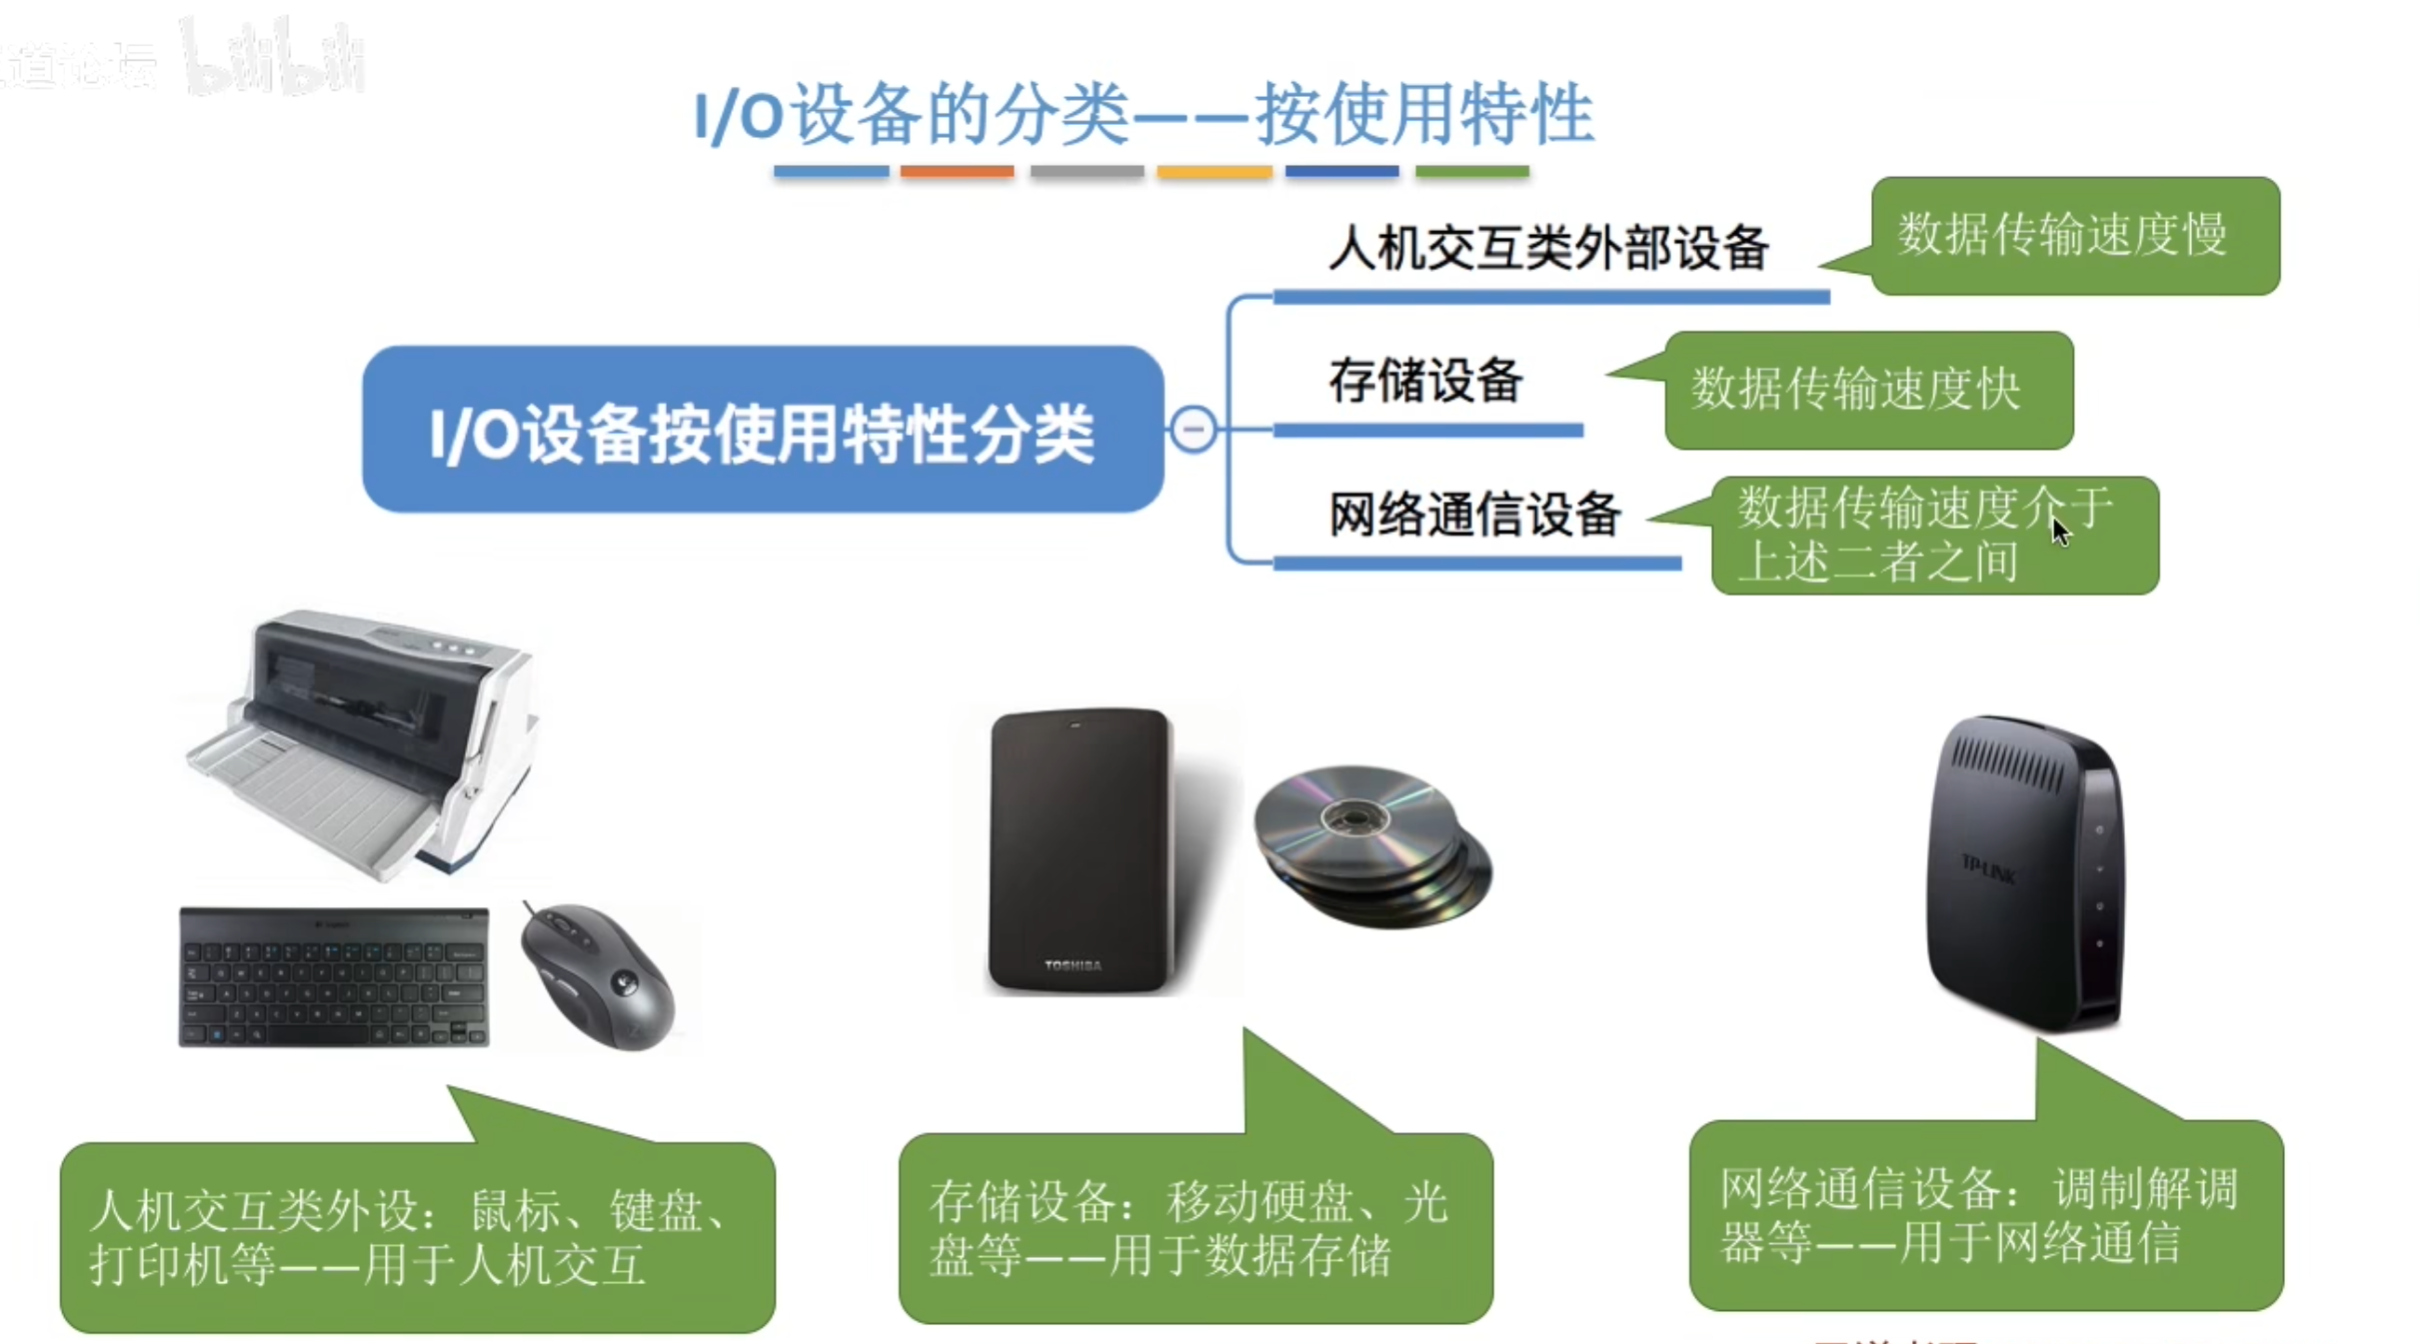 道论坛 bilibili
I/O设备的分类——按使用特性
人机交互类外部设备
数据传输速度慢
I/O设备按使用特性分类
存储设备
数据传输速度快
网络通信设备
数据传输速度介于
上述二者之间
TOSHIBA
TP-LINK
人机交互类外设：鼠标、键盘、
打印机等——用于人机交互
存储设备：移动硬盘、光
盘等——用于数据存储
网络通信设备：调制解调
器等——用于网络通信